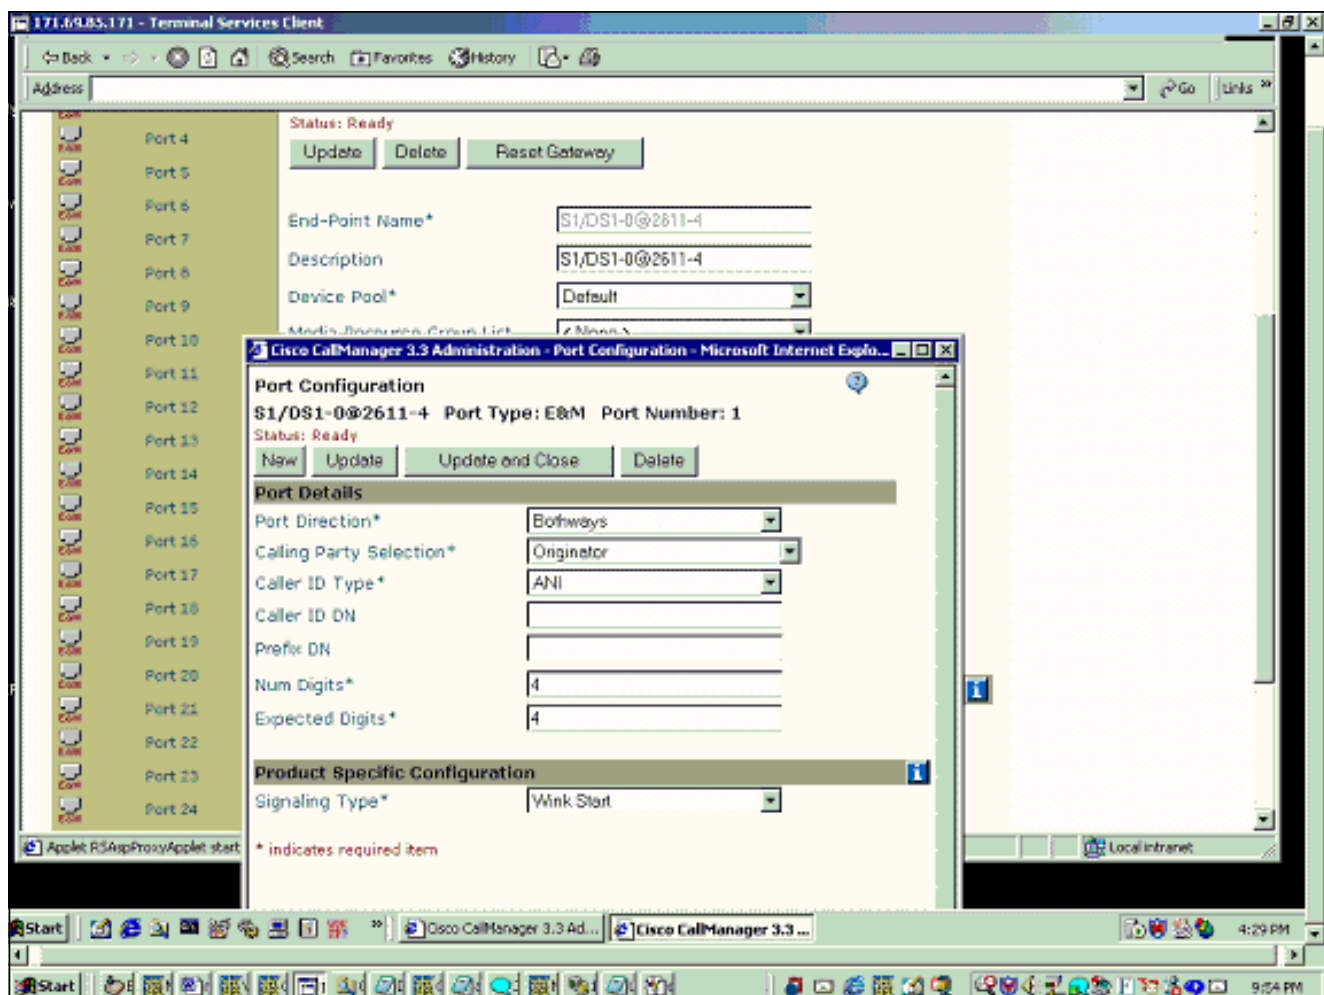 171.69.85.171 - Terminal Services Client
Back Search Favorites History
Address Go Links »
Port 4
Port 5
Port 6
Port 7
Port 8
Port 9
Port 10
Port 11
Port 12
Port 13
Port 14
Port 15
Port 16
Port 17
Port 18
Port 19
Port 20
Port 21
Port 22
Port 23
Port 24
Status: Ready
Update Delete Reset Gateway
End-Point Name* S1/DS1-0@2611-4
Description S1/DS1-0@2611-4
Device Pool* Default
Media Resource Group List < None >
Cisco CallManager 3.3 Administration - Port Configuration - Microsoft Internet Explo...
Port Configuration
S1/DS1-0@2611-4 Port Type: E&M Port Number: 1
Status: Ready
New Update Update and Close Delete
Port Details
Port Direction* Bothways
Calling Party Selection* Originator
Caller ID Type* ANI
Caller ID DN
Prefix DN
Num Digits* 4
Expected Digits* 4
Product Specific Configuration
Signaling Type* Wink Start
* indicates required item
Applet RSAspProxyApplet start
Local intranet
Start » Cisco CallManager 3.3 Ad... Cisco CallManager 3.3 ... 4:29 PM
Start 9:54 PM